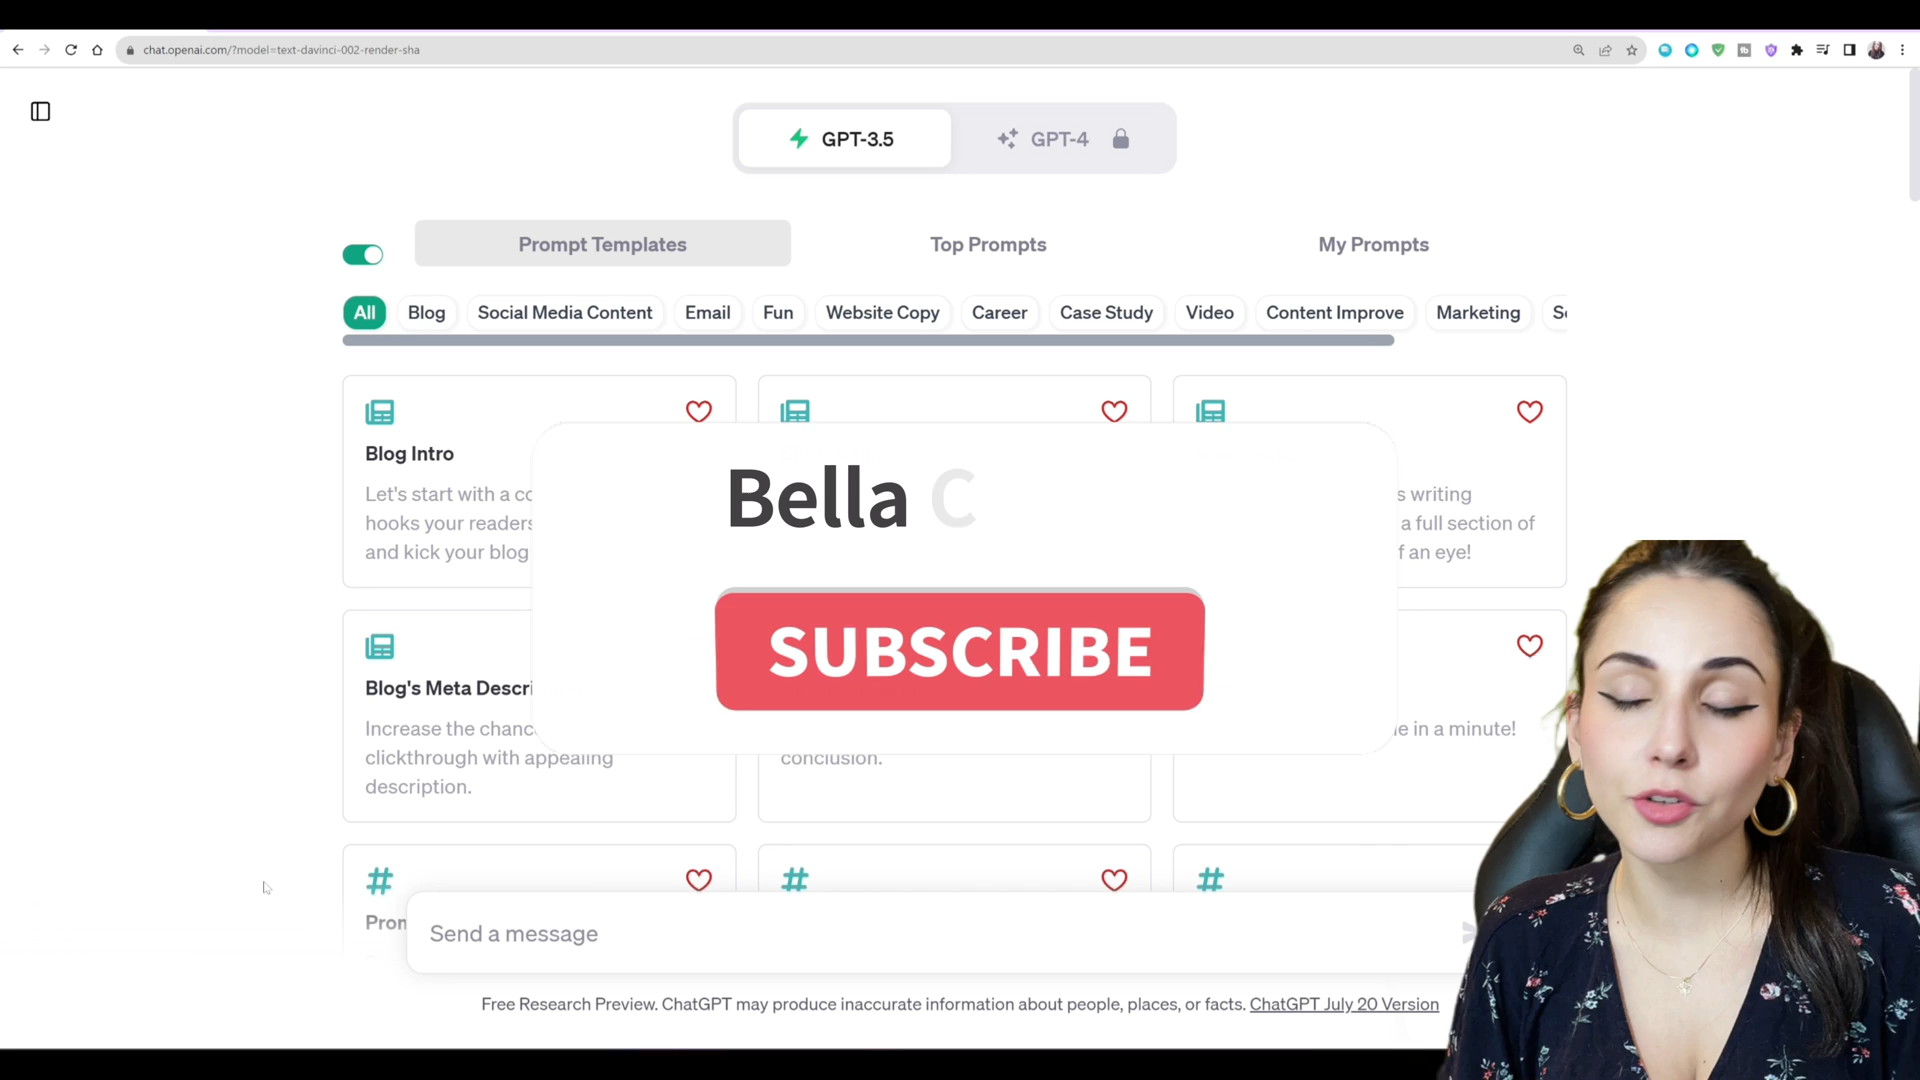 chat.openai.com/?model=text-davinci-002-render-sha
GPT-3.5
GPT-4
Prompt Templates
Top Prompts
My Prompts
All
Blog
Social Media Content
Email
Fun
Website Copy
Career
Case Study
Video
Content Improve
Marketing
Blog Intro
Let's start with a
hooks your readers
and kick your blog
writing
a full section of
an eye!
Bella C
SUBSCRIBE
Blog's Meta
Increase the
clickthrough with appealing
description.
conclusion.
in a minute!
Send a message
Free Research Preview. ChatGPT may produce inaccurate information about people, places, or facts. ChatGPT July 20 Version